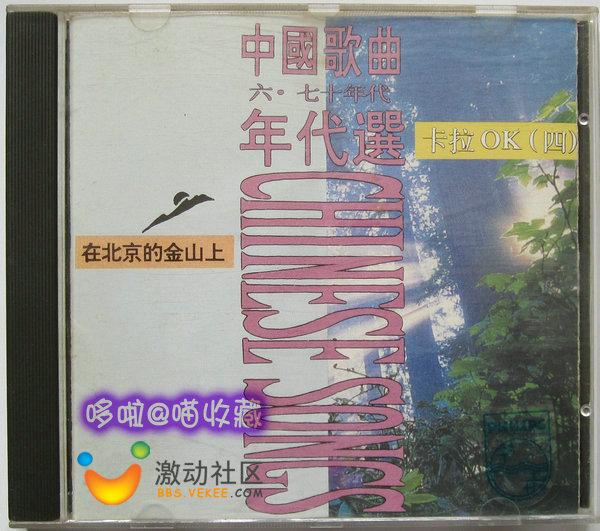 中國歌曲
六·七十年代
年代選
卡拉OK(四)
CHINESE SONGS
在北京的金山上
哆啦@喵收藏
激动社区
BBS.VEKEE.COM
PHILIPS